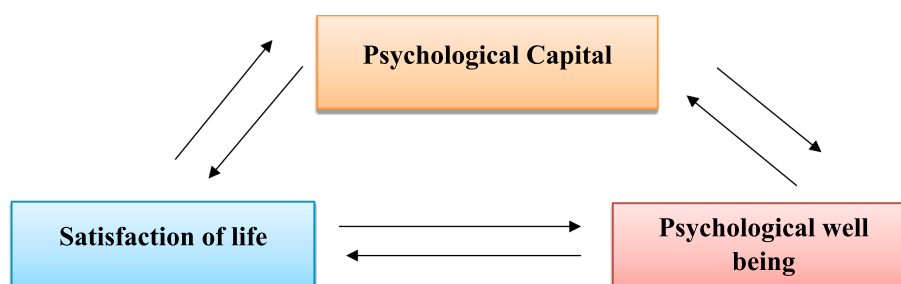 Psychological Capital
Satisfaction of life
Psychological well
being